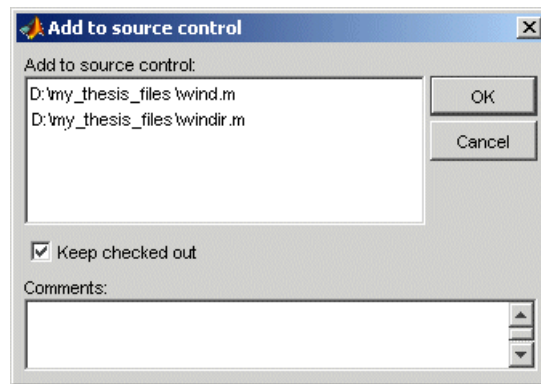 Add to source control
Add to source control:
D:\my_thesis_files\wind.m
D:\my_thesis_files\windir.m
OK
Cancel
Keep checked out
Comments: